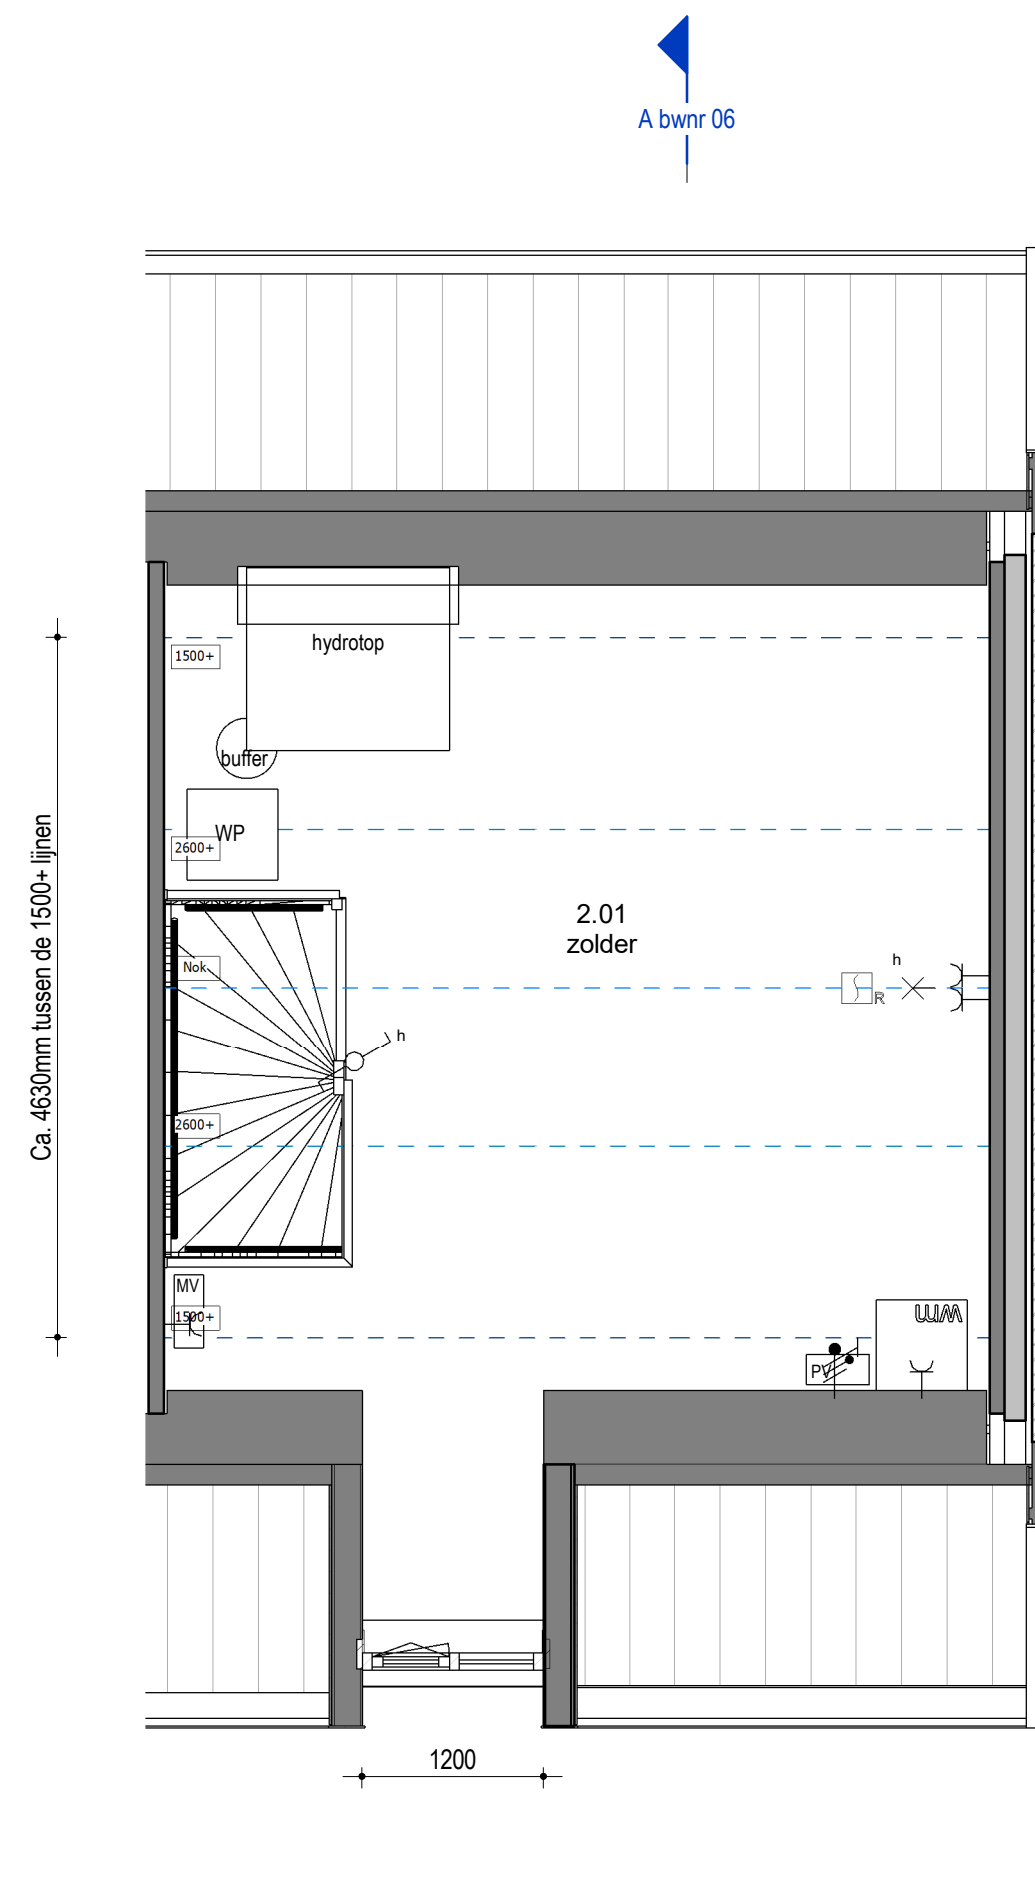 A bwnr 06
hydrotop
1500+
buffer
WP
2600+
2.01
zolder
Nok
h
R
h
Ca. 4630mm tussen de 1500+ lijnen
2600+
MV
1500+
WM
PV
1200